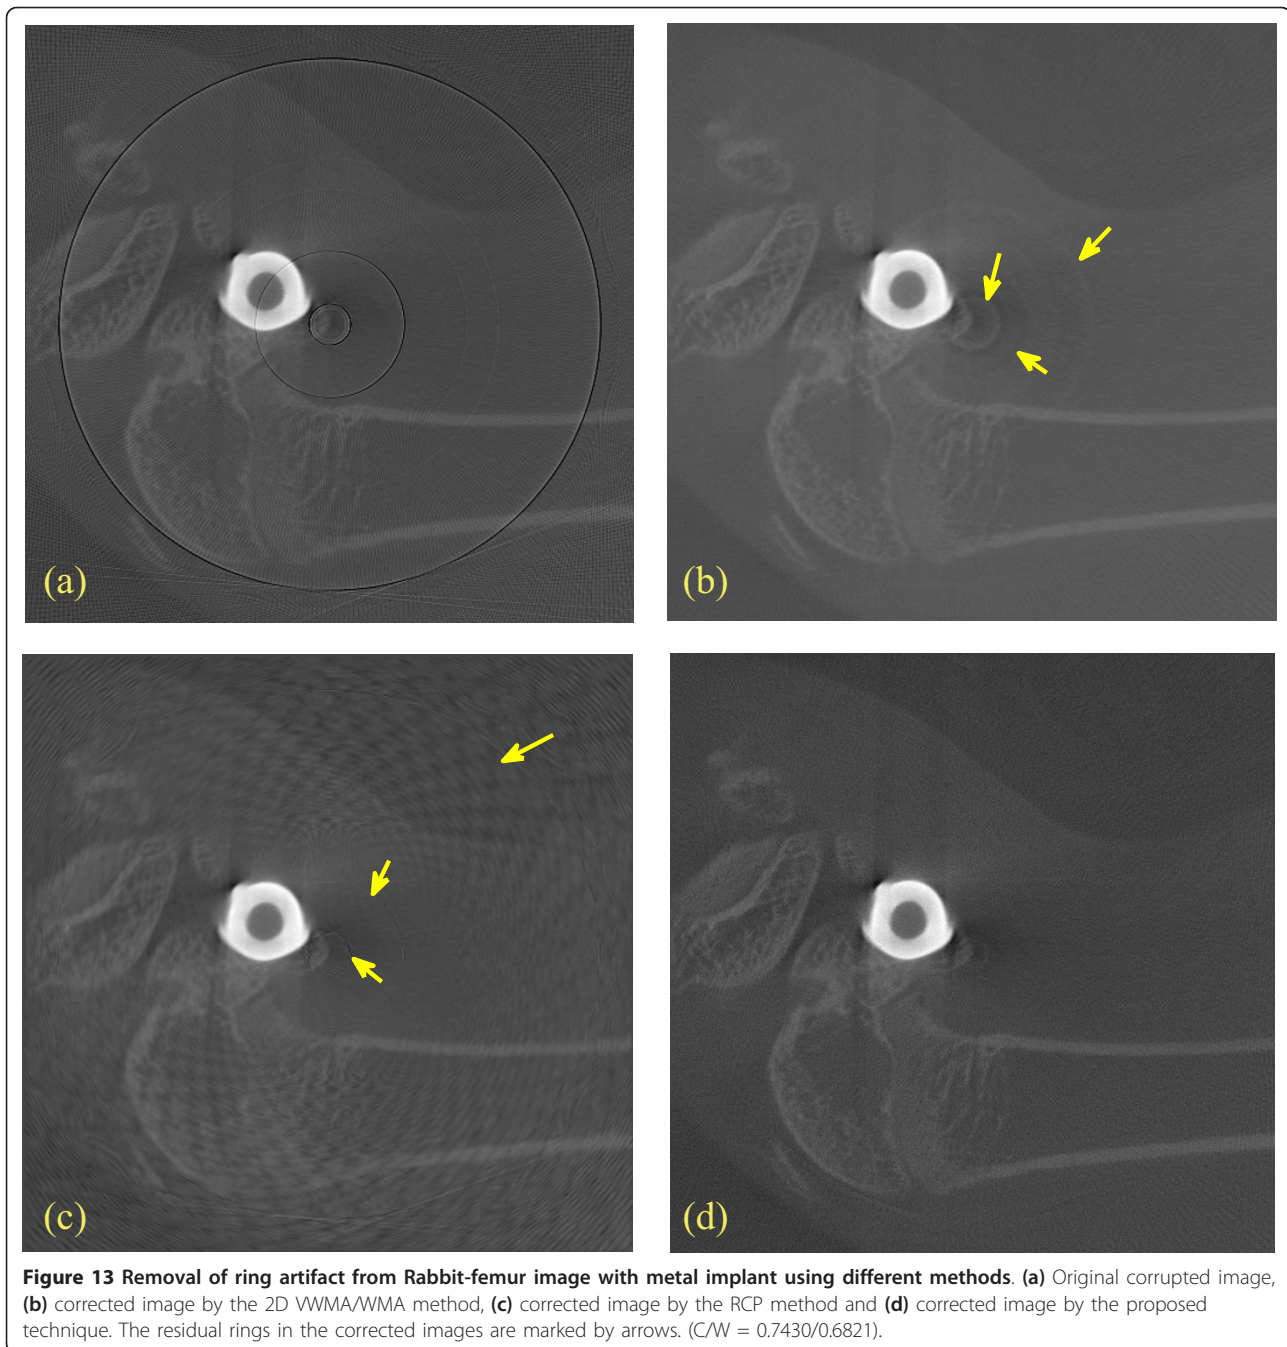 (a)
(b)
(c)
(d)
Figure 13 Removal of ring artifact from Rabbit-femur image with metal implant using different methods. (a) Original corrupted image,
(b) corrected image by the 2D VWMA/WMA method, (c) corrected image by the RCP method and (d) corrected image by the proposed
technique. The residual rings in the corrected images are marked by arrows. (C/W = 0.7430/0.6821).